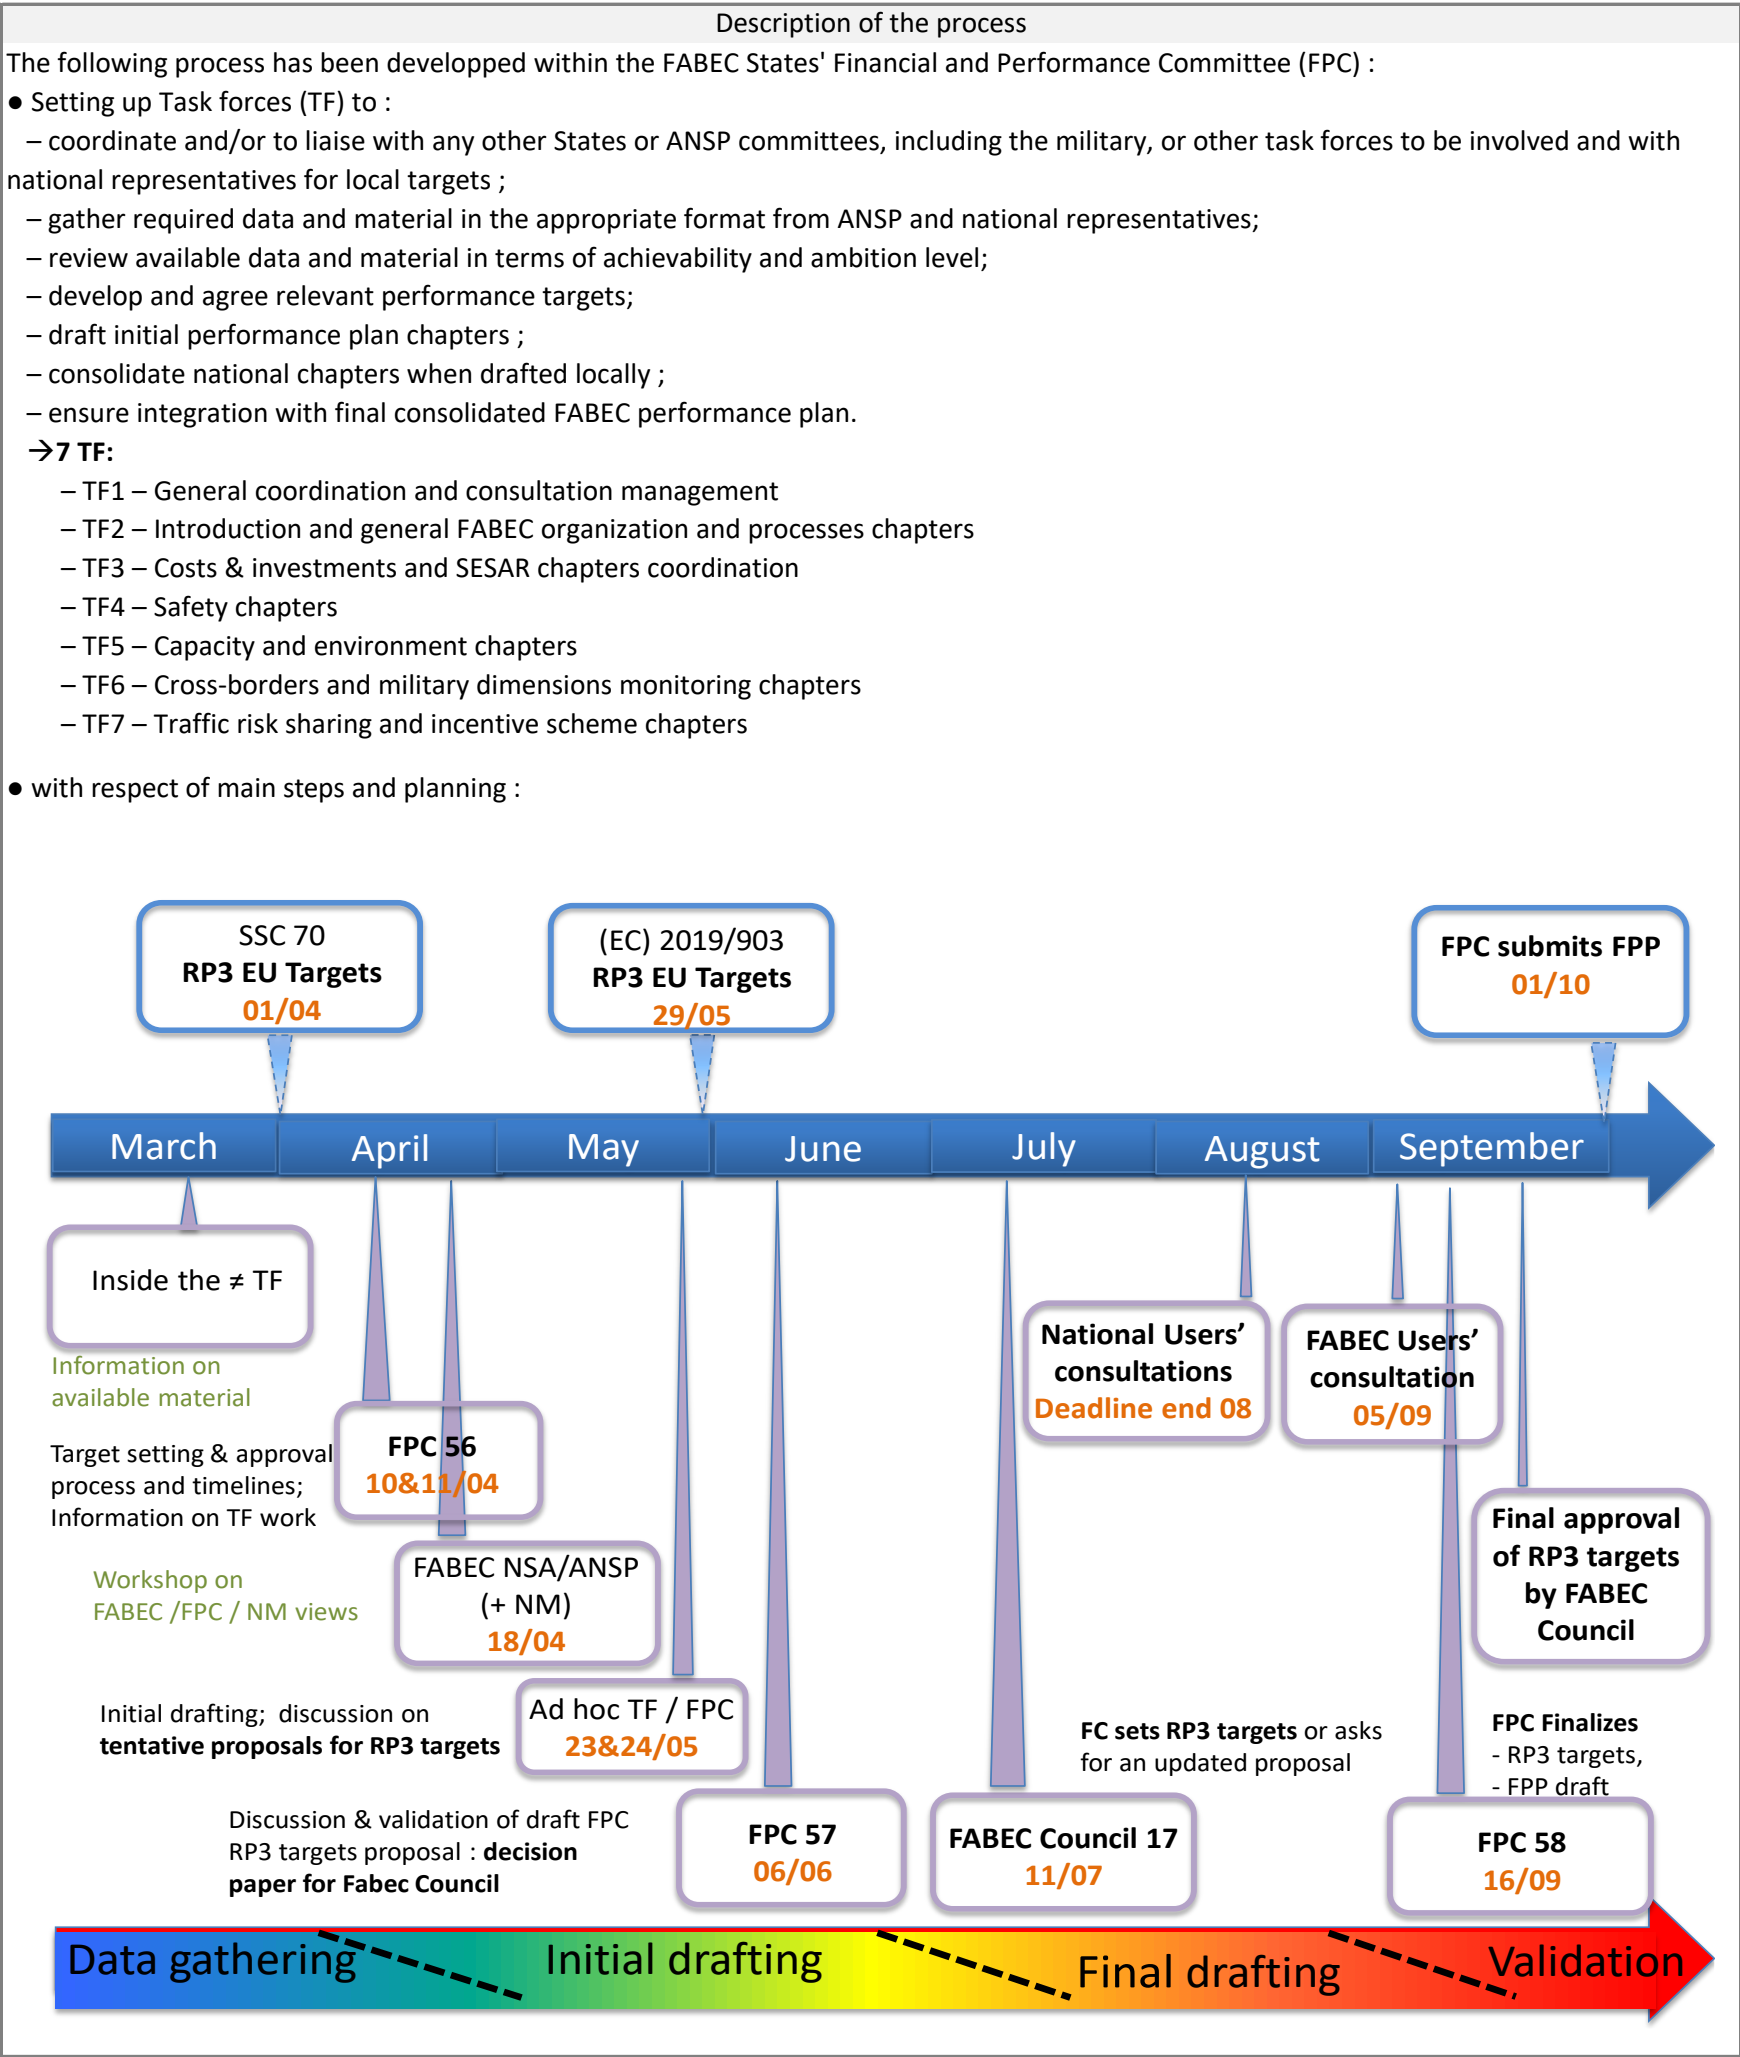 Description of the process
The following process has been developped within the FABEC States' Financial and Performance Committee (FPC) :
● Setting up Task forces (TF) to :
– coordinate and/or to liaise with any other States or ANSP committees, including the military, or other task forces to be involved and with
national representatives for local targets ;
– gather required data and material in the appropriate format from ANSP and national representatives;
– review available data and material in terms of achievability and ambition level;
– develop and agree relevant performance targets;
– draft initial performance plan chapters ;
– consolidate national chapters when drafted locally ;
– ensure integration with final consolidated FABEC performance plan.
→7 TF:
– TF1 – General coordination and consultation management
– TF2 – Introduction and general FABEC organization and processes chapters
– TF3 – Costs & investments and SESAR chapters coordination
– TF4 – Safety chapters
– TF5 – Capacity and environment chapters
– TF6 – Cross-borders and military dimensions monitoring chapters
– TF7 – Traffic risk sharing and incentive scheme chapters
● with respect of main steps and planning :
SSC 70
RP3 EU Targets
01/04
(EC) 2019/903
RP3 EU Targets
29/05
FPC submits FPP
01/10
March
April
May
June
July
August
September
Inside the ≠ TF
Information on
available material
National Users’
consultations
Deadline end 08
FABEC Users’
consultation
05/09
Target setting & approval
process and timelines;
Information on TF work
FPC 56
10&11/04
Final approval
of RP3 targets
by FABEC
Council
Workshop on
FABEC /FPC / NM views
FABEC NSA/ANSP
(+ NM)
18/04
Initial drafting; discussion on
tentative proposals for RP3 targets
Ad hoc TF / FPC
23&24/05
FC sets RP3 targets or asks
for an updated proposal
FPC Finalizes
- RP3 targets,
- FPP draft
Discussion & validation of draft FPC
RP3 targets proposal : decision
paper for Fabec Council
FPC 57
06/06
FABEC Council 17
11/07
FPC 58
16/09
Data gathering
Initial drafting
Final drafting
Validation